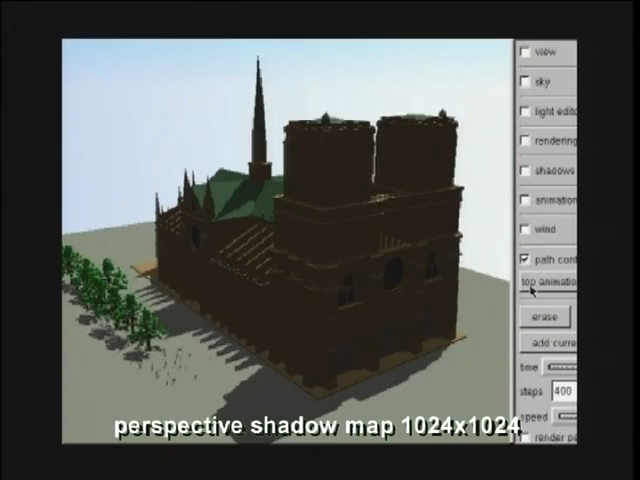 view
sky
light edito
rendering
shadows
animation
wind
path cont
top animatio
erase
add curre
time
steps 400
speed
render pa
perspective shadow map 1024x1024